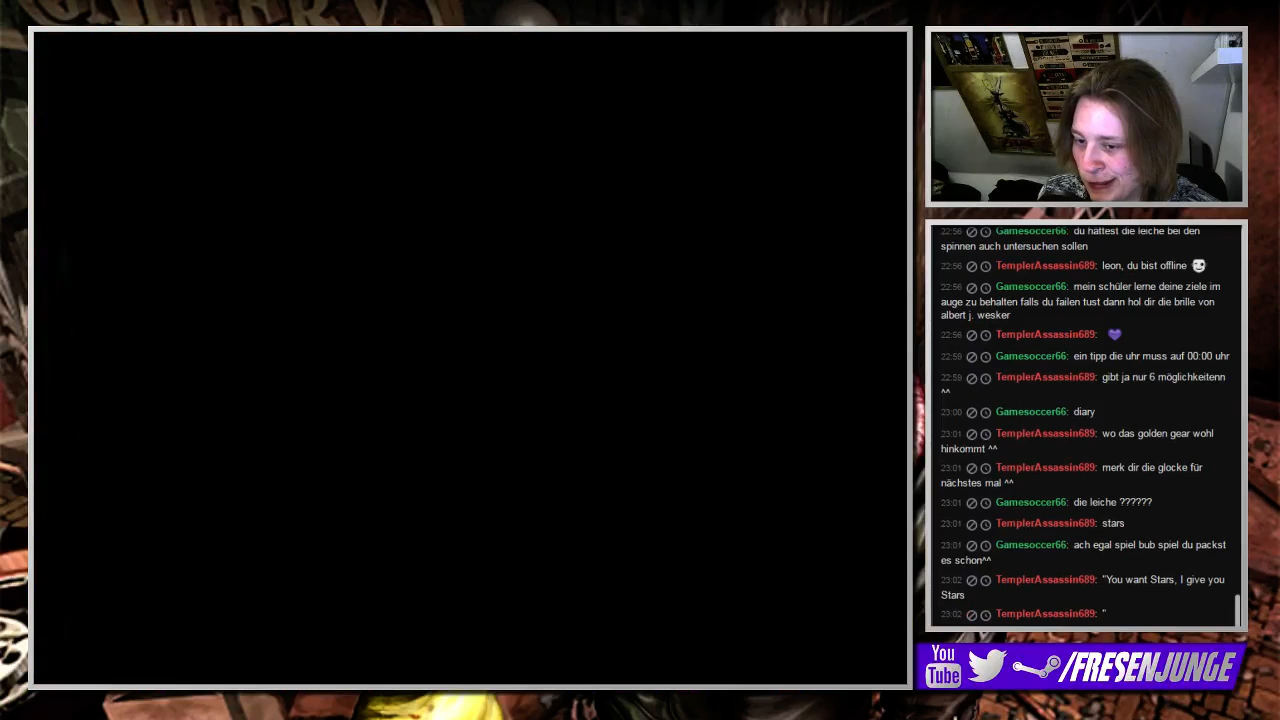 22:56 Gamesoccer66: du hättest die leiche bei den
spinnen auch untersuchen sollen
22:56 TemplerAssassin689: leon, du bist offline
22:56 Gamesoccer66: mein schüler lerne deine ziele im
auge zu behalten falls du failen tust dann hol dir die brille von
albert j. wesker
22:56 TemplerAssassin689:
22:59 Gamesoccer66: ein tipp die uhr muss auf 00:00 uhr
22:59 TemplerAssassin689: gibt ja nur 6 möglichkeitenn
^^
23:00 Gamesoccer66: diary
23:01 TemplerAssassin689: wo das golden gear wohl
hinkommt ^^
23:01 TemplerAssassin689: merk dir die glocke für
nächstes mal ^^
23:01 Gamesoccer66: die leiche ??????
23:01 TemplerAssassin689: stars
23:01 Gamesoccer66: ach egal spiel bub spiel du packst
es schon^^
23:02 TemplerAssassin689: "You want Stars, I give you
Stars
23:02 TemplerAssassin689: "
You
Tube
/FRESENJUNGE